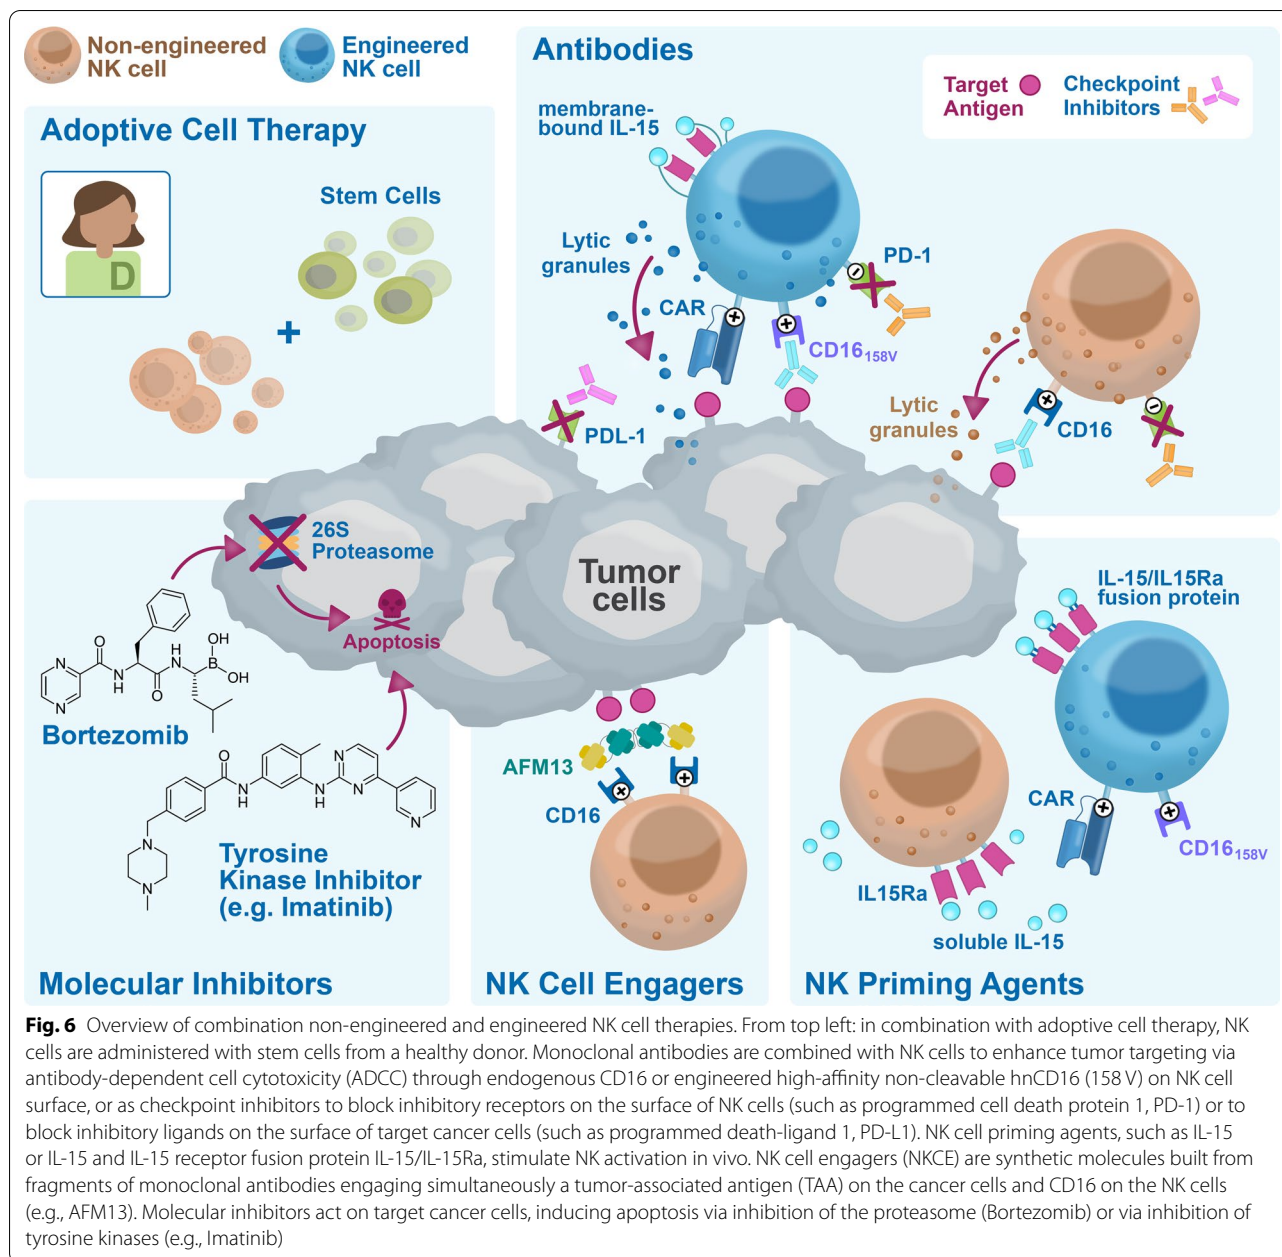 Non-engineered
NK cell
Engineered
NK cell
Adoptive Cell Therapy
D
Stem Cells
+
Antibodies
Target
Antigen
Checkpoint
Inhibitors
membrane-
bound IL-15
Lytic
granules
CAR
PD-1
CD16158V
PDL-1
Lytic
granules
CD16
26S
Proteasome
Apoptosis
Tumor
cells
N
N
O
N
H
O
H
N
B
OH
OH
Bortezomib
O
N
H
N
H
N
N
N
N
N
Tyrosine
Kinase Inhibitor
(e.g. Imatinib)
Molecular Inhibitors
AFM13
CD16
NK Cell Engagers
IL-15/IL15Ra
fusion protein
CAR
CD16158V
IL15Ra
soluble IL-15
NK Priming Agents
Fig. 6 Overview of combination non-engineered and engineered NK cell therapies. From top left: in combination with adoptive cell therapy, NK
cells are administered with stem cells from a healthy donor. Monoclonal antibodies are combined with NK cells to enhance tumor targeting via
antibody-dependent cell cytotoxicity (ADCC) through endogenous CD16 or engineered high-affinity non-cleavable hnCD16 (158 V) on NK cell
surface, or as checkpoint inhibitors to block inhibitory receptors on the surface of NK cells (such as programmed cell death protein 1, PD-1) or to
block inhibitory ligands on the surface of target cancer cells (such as programmed death-ligand 1, PD-L1). NK cell priming agents, such as IL-15
or IL-15 and IL-15 receptor fusion protein IL-15/IL-15Ra, stimulate NK activation in vivo. NK cell engagers (NKCE) are synthetic molecules built from
fragments of monoclonal antibodies engaging simultaneously a tumor-associated antigen (TAA) on the cancer cells and CD16 on the NK cells
(e.g., AFM13). Molecular inhibitors act on target cancer cells, inducing apoptosis via inhibition of the proteasome (Bortezomib) or via inhibition of
tyrosine kinases (e.g., Imatinib)